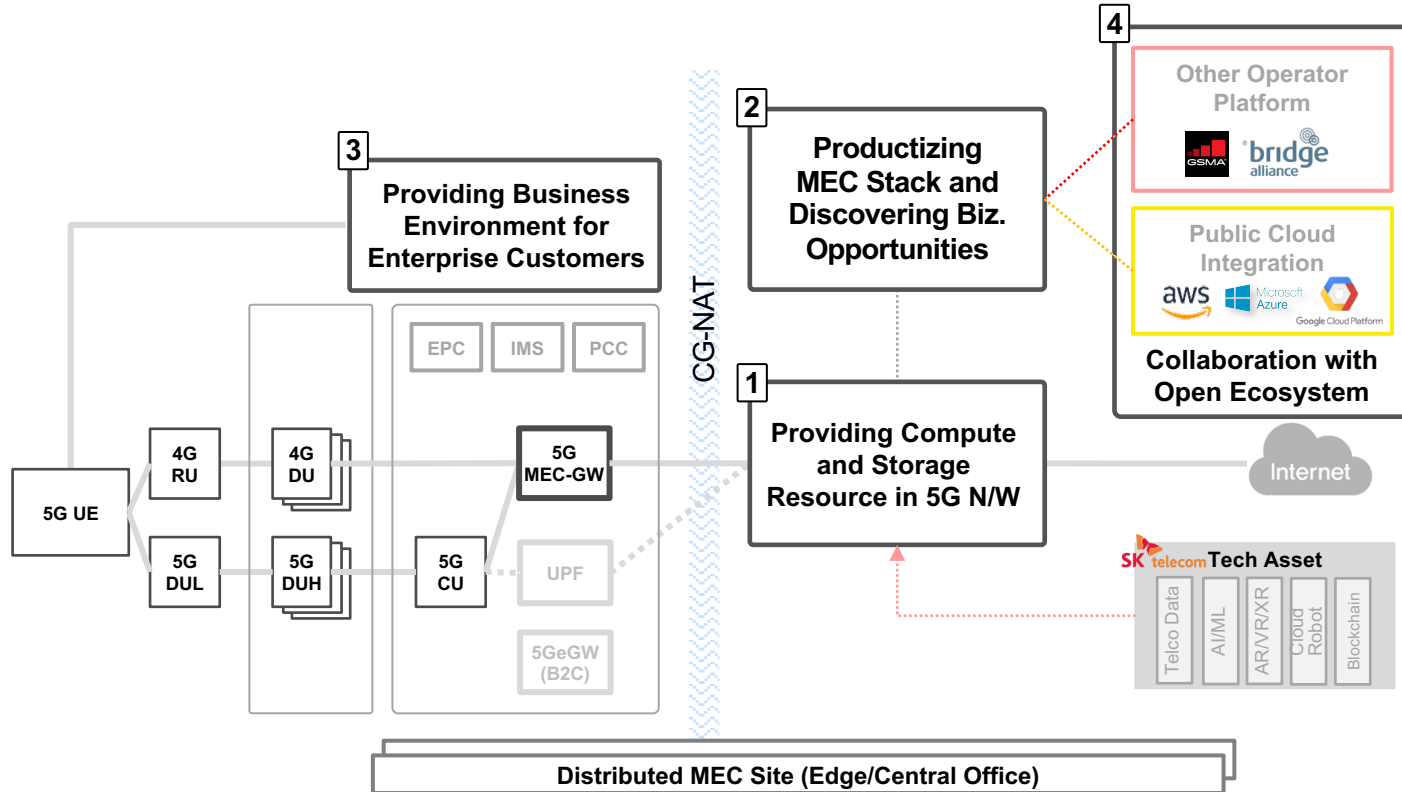 4
Other Operator
Platform
GSMA
bridge
alliance
Public Cloud
Integration
aws
Microsoft
Azure
Google Cloud Platform
Collaboration with
Open Ecosystem
2
Productizing
MEC Stack and
Discovering Biz.
Opportunities
3
Providing Business
Environment for
Enterprise Customers
CG-NAT
EPC
IMS
PCC
1
Providing Compute
and Storage
Resource in 5G N/W
5G UE
4G
RU
4G
DU
5G
MEC-GW
5G
DUL
5G
DUH
5G
CU
UPF
5GeGW
(B2C)
Internet
SK telecom Tech Asset
Telco Data
AI/ML
AR/VR/XR
Cloud
Robot
Blockchain
Distributed MEC Site (Edge/Central Office)